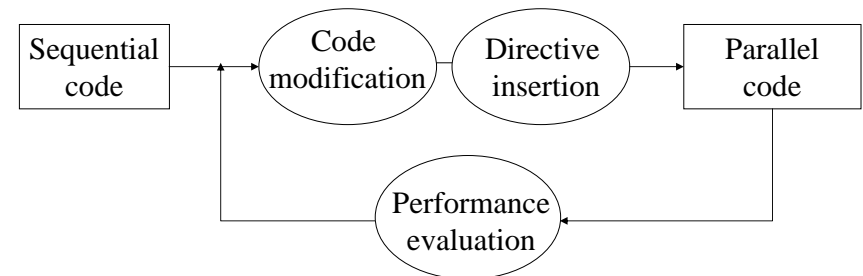 Sequential
code
Code
modification
Directive
insertion
Parallel
code
Performance
evaluation